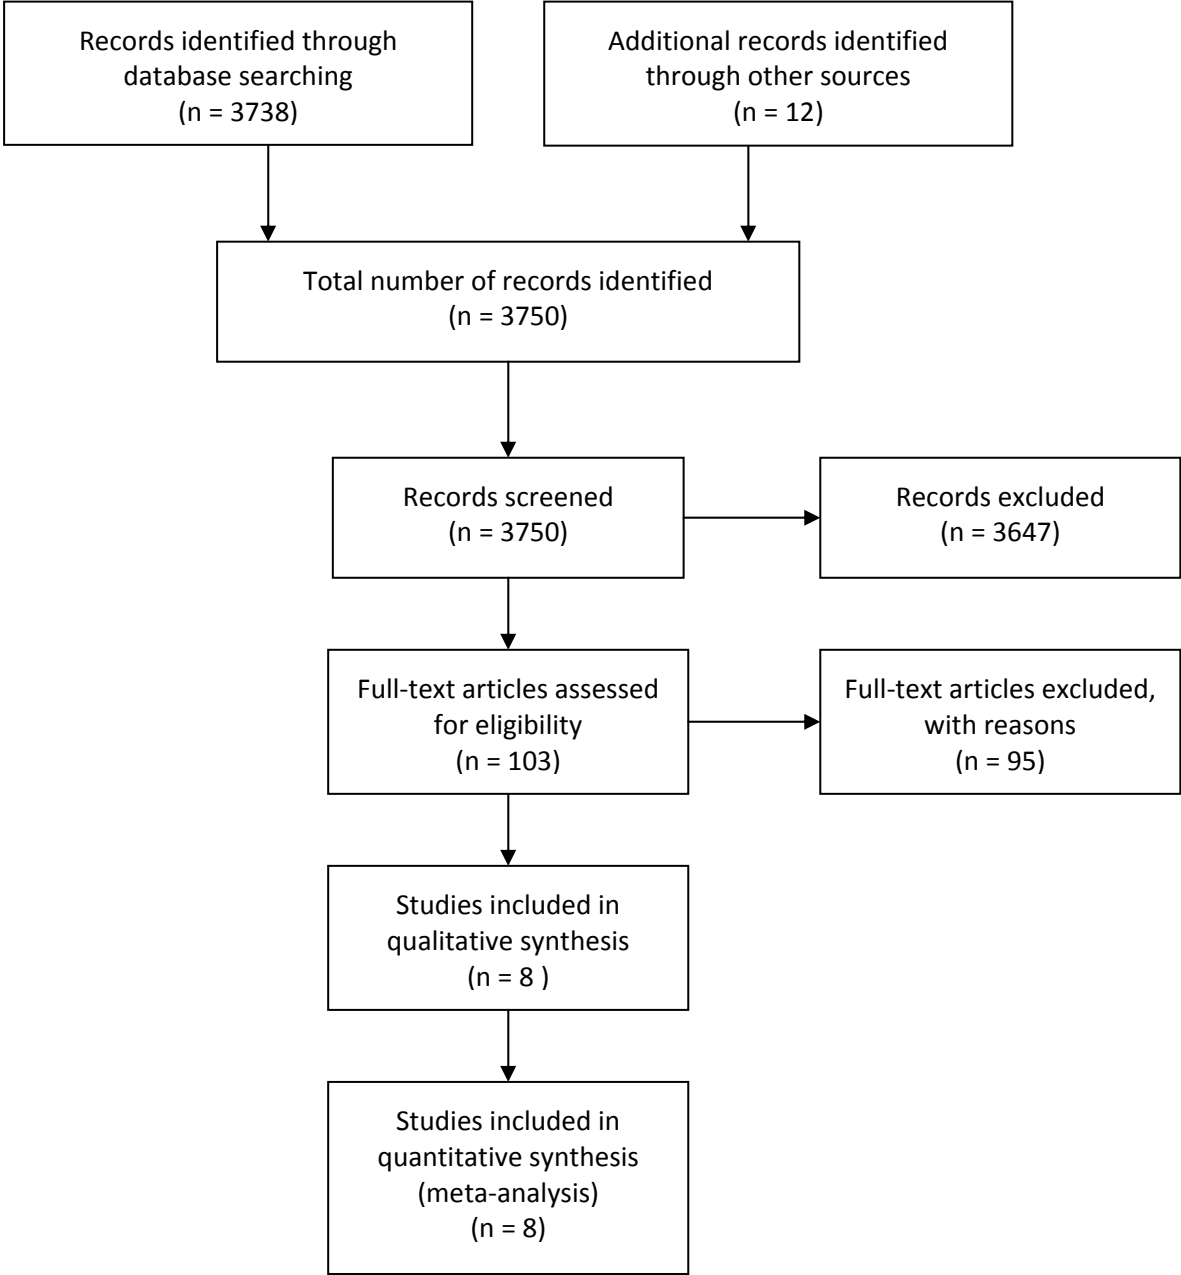 Records identified through
database searching
(n = 3738)
Additional records identified
through other sources
(n = 12)
Total number of records identified
(n = 3750)
Records screened
(n = 3750)
Records excluded
(n = 3647)
Full-text articles assessed
for eligibility
(n = 103)
Full-text articles excluded,
with reasons
(n = 95)
Studies included in
qualitative synthesis
(n = 8 )
Studies included in
quantitative synthesis
(meta-analysis)
(n = 8)